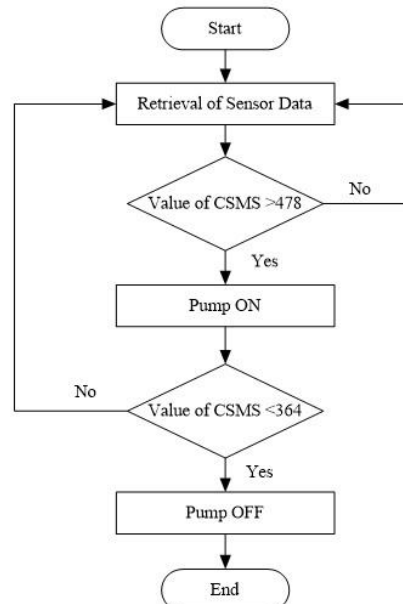 Start
Retrieval of Sensor Data
Value of CSMS >478
No
Yes
Pump ON
No
Value of CSMS <364
Yes
Pump OFF
End